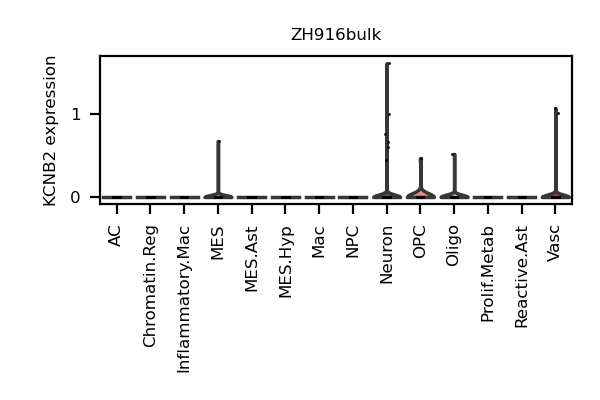 ZH916bulk
KCNB2 expression
1
0
AC
Chromatin.Reg
Inflammatory.Mac
MES
MES.Ast
MES.Hyp
Mac
NPC
Neuron
OPC
Oligo
Prolif.Metab
Reactive.Ast
Vasc